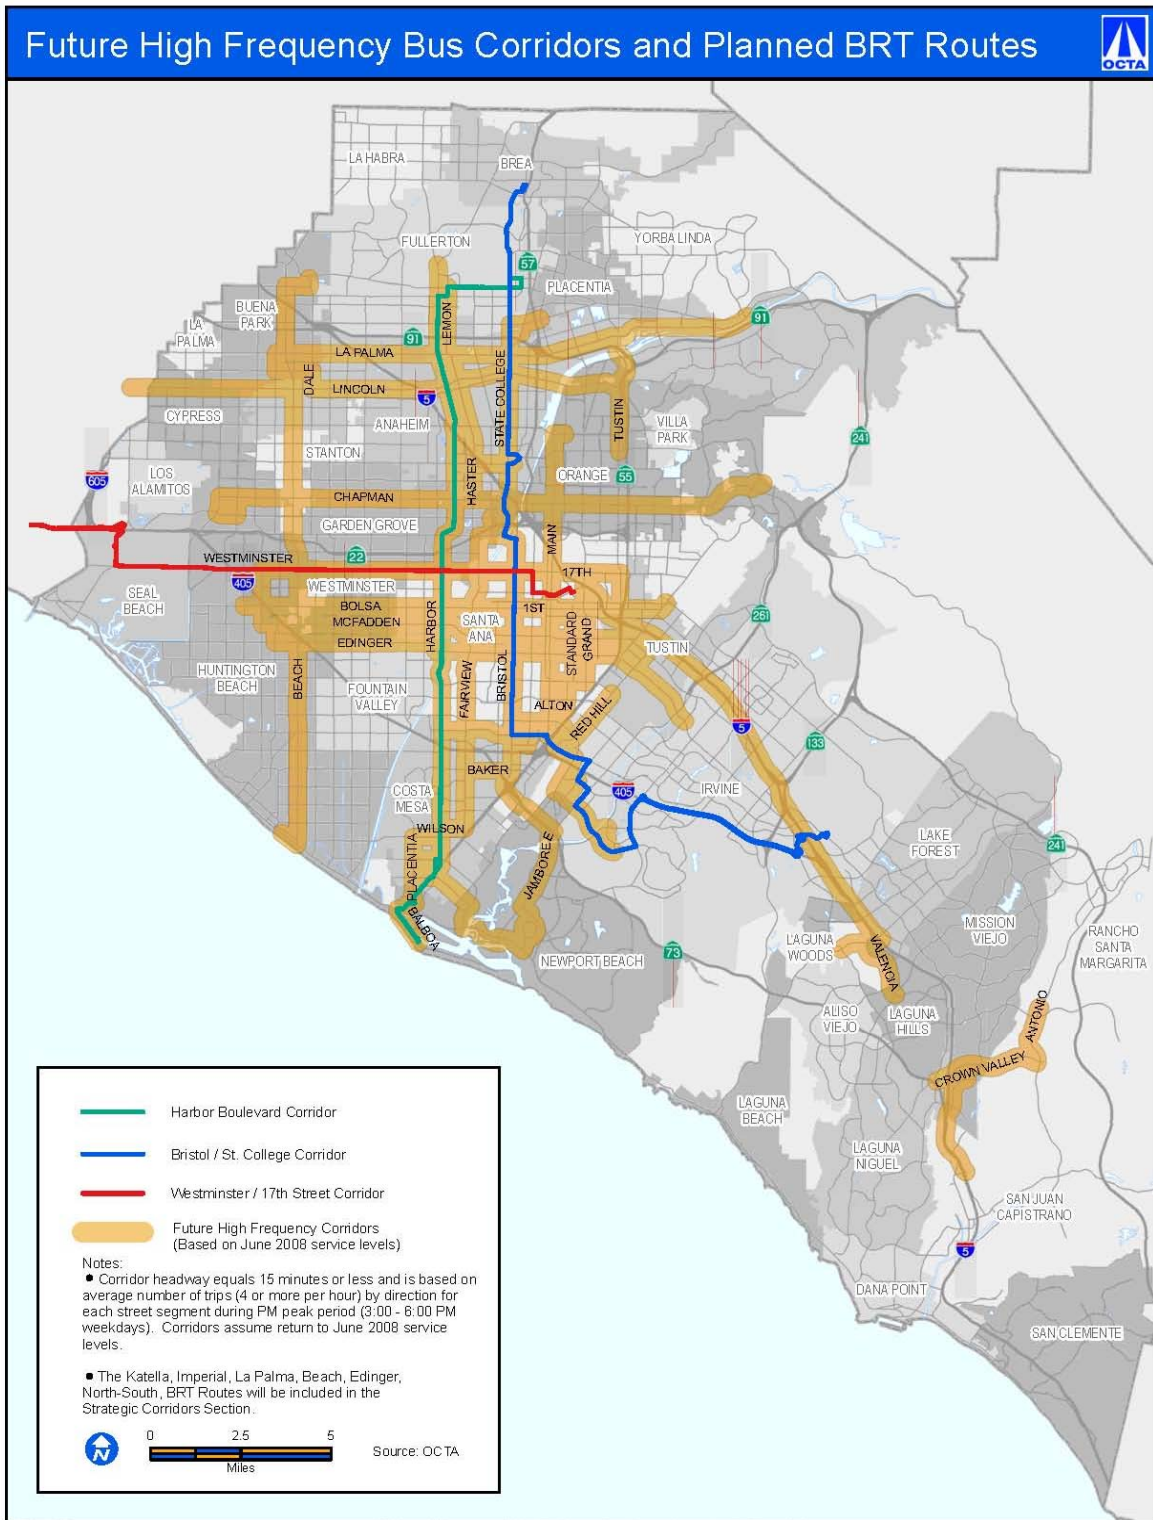 Future High Frequency Bus Corridors and Planned BRT Routes
OCTA
LA HABRA
BREA
FULLERTON
YORBA LINDA
57
PLACENTIA
BUENA
PARK
LEMON
91
LA
PALMA
91
LA PALMA
STATE COLLEGE
DALE
LINCOLN
5
CYPRESS
ANAHEIM
TUSTIN
VILLA
PARK
241
STANTON
HASTER
ORANGE
55
605
LOS
ALAMITOS
CHAPMAN
GARDEN GROVE
MAIN
WESTMINSTER
22
17TH
405
WESTMINSTER
SEAL
BEACH
BOLSA
1ST
MCFADDEN
HARBOR
SANTA
ANA
STANDARD
GRAND
261
EDINGER
TUSTIN
HUNTINGTON
BEACH
BEACH
FOUNTAIN
VALLEY
FAIRVIEW
BRISTOL
ALTON
RED HILL
5
133
BAKER
COSTA
MESA
405
IRVINE
WILSON
PLACENTIA
JAMBOREE
LAKE
FOREST
241
BALBOA
NEWPORT BEACH
73
LAGUNA
WOODS
VALENCIA
MISSION
VIEJO
RANCHO
SANTA
MARGARITA
ALISO
VIEJO
LAGUNA
HILLS
ANTONIO
CROWN VALLEY
LAGUNA
BEACH
LAGUNA
NIGUEL
SAN JUAN
CAPISTRANO
5
DANA POINT
SAN CLEMENTE
Harbor Boulevard Corridor
Bristol / St. College Corridor
Westminster / 17th Street Corridor
Future High Frequency Corridors
(Based on June 2008 service levels)
Notes:
● Corridor headway equals 15 minutes or less and is based on
average number of trips (4 or more per hour) by direction for
each street segment during PM peak period (3:00 - 6:00 PM
weekdays). Corridors assume return to June 2008 service
levels.
● The Katella, Imperial, La Palma, Beach, Edinger,
North-South, BRT Routes will be included in the
Strategic Corridors Section.
N
0 2.5 5
Miles
Source: OCTA